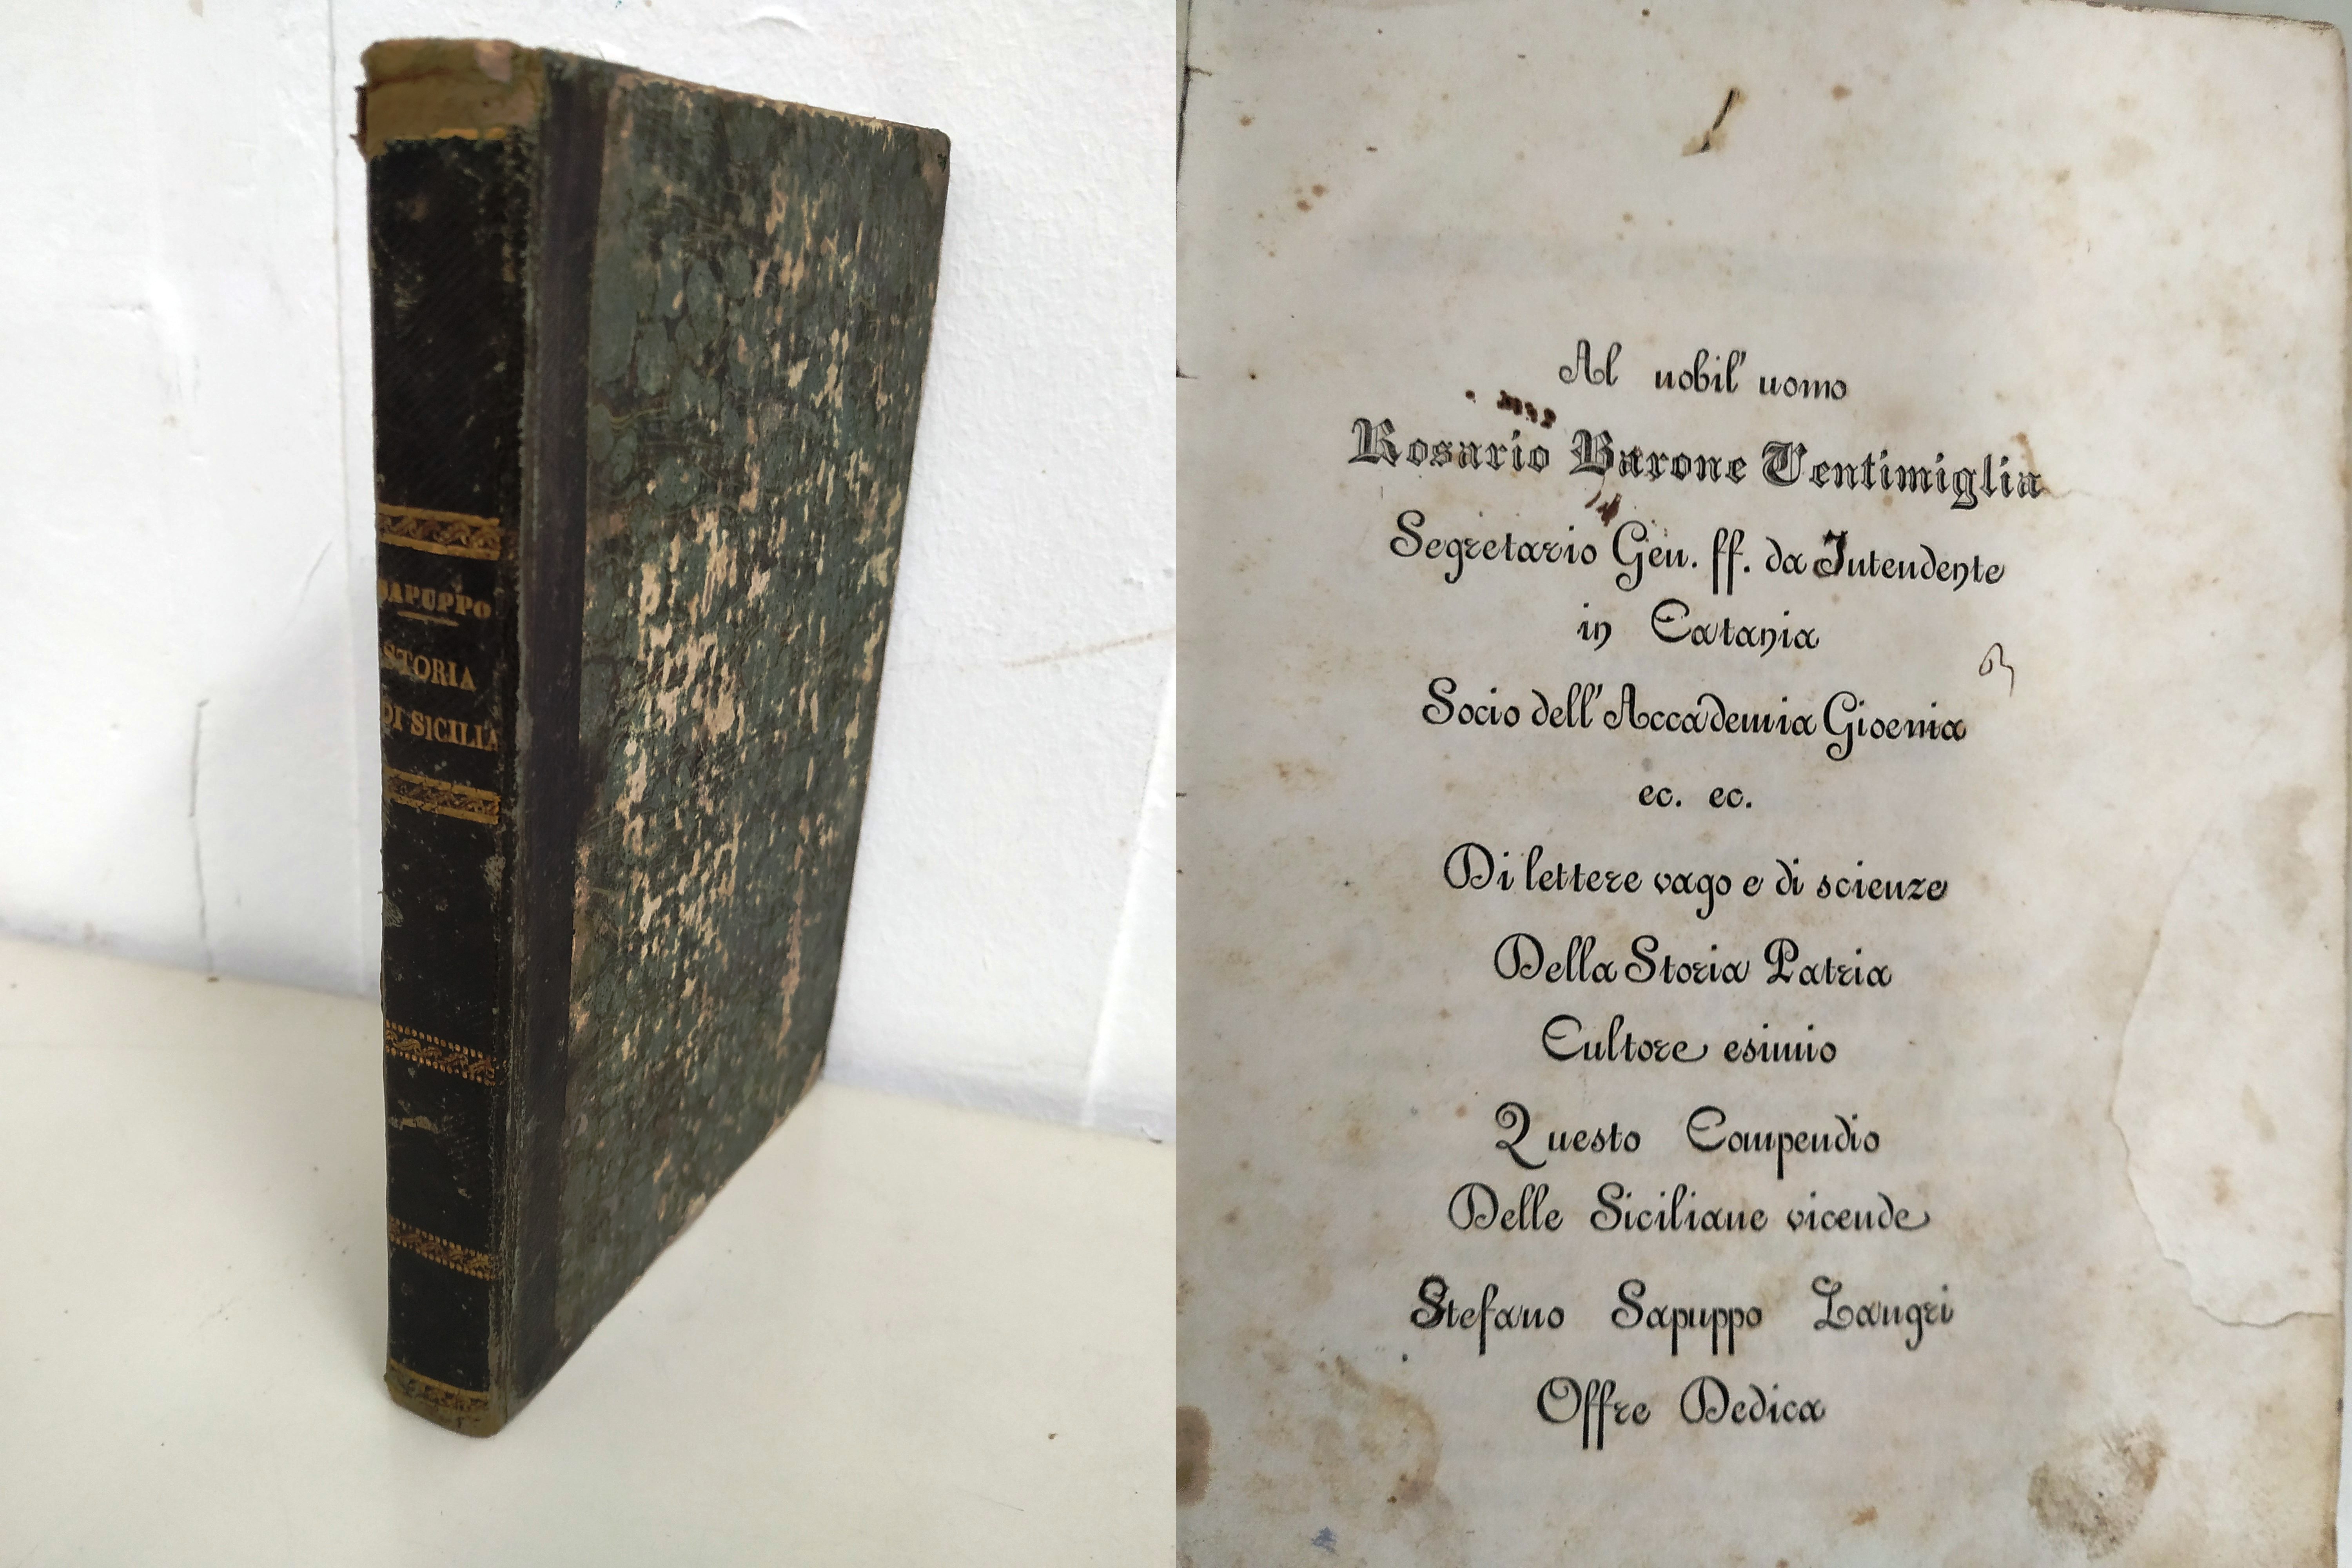 SAPUPPO
STORIA
DI SICILIA
Al nobil' uomo
Rosario Barone Ventimiglia
Segretario Gen. ff. da Intendente
in Catania
Socio dell'Accademia Gioenia
ec. ec.
Di lettere vago e di scienze
Della Storia Patria
Cultore esimio
Questo Compendio
Delle Siciliane vicende
Stefano Sapuppo Zangri
Offre Dedica